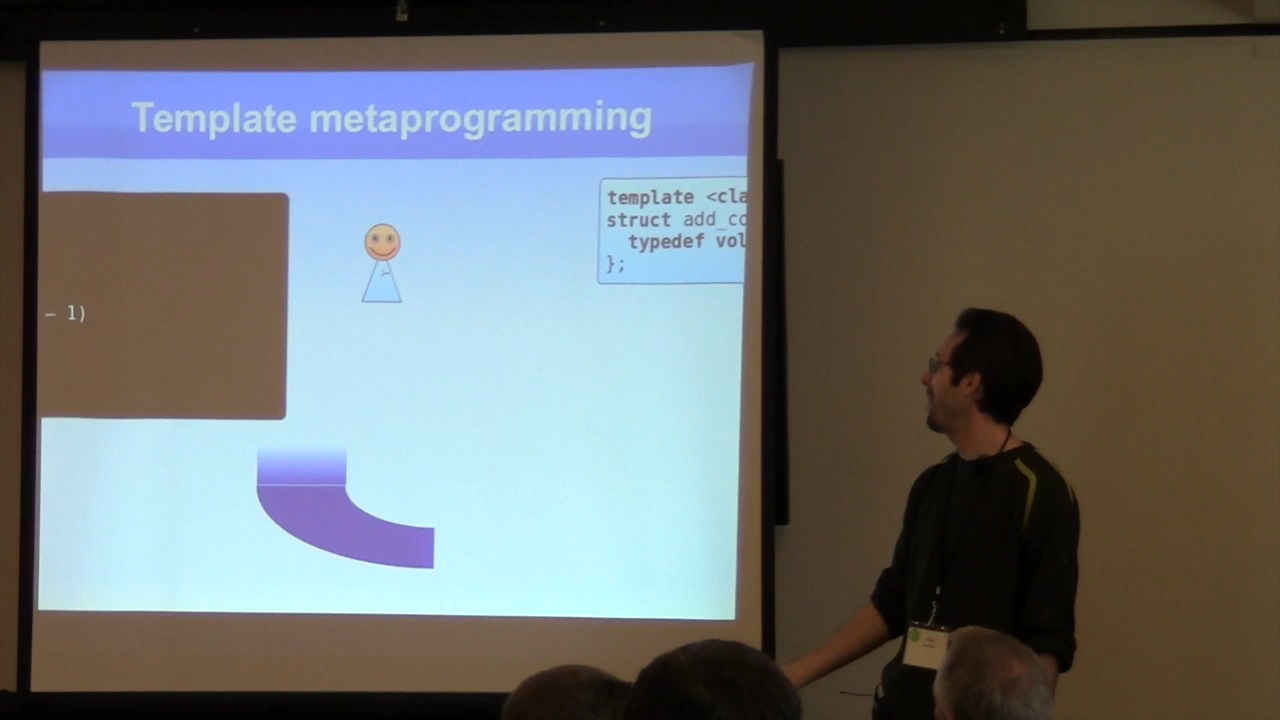 Template metaprogramming
template <cla
struct add_co
typedef vol
};
– 1)